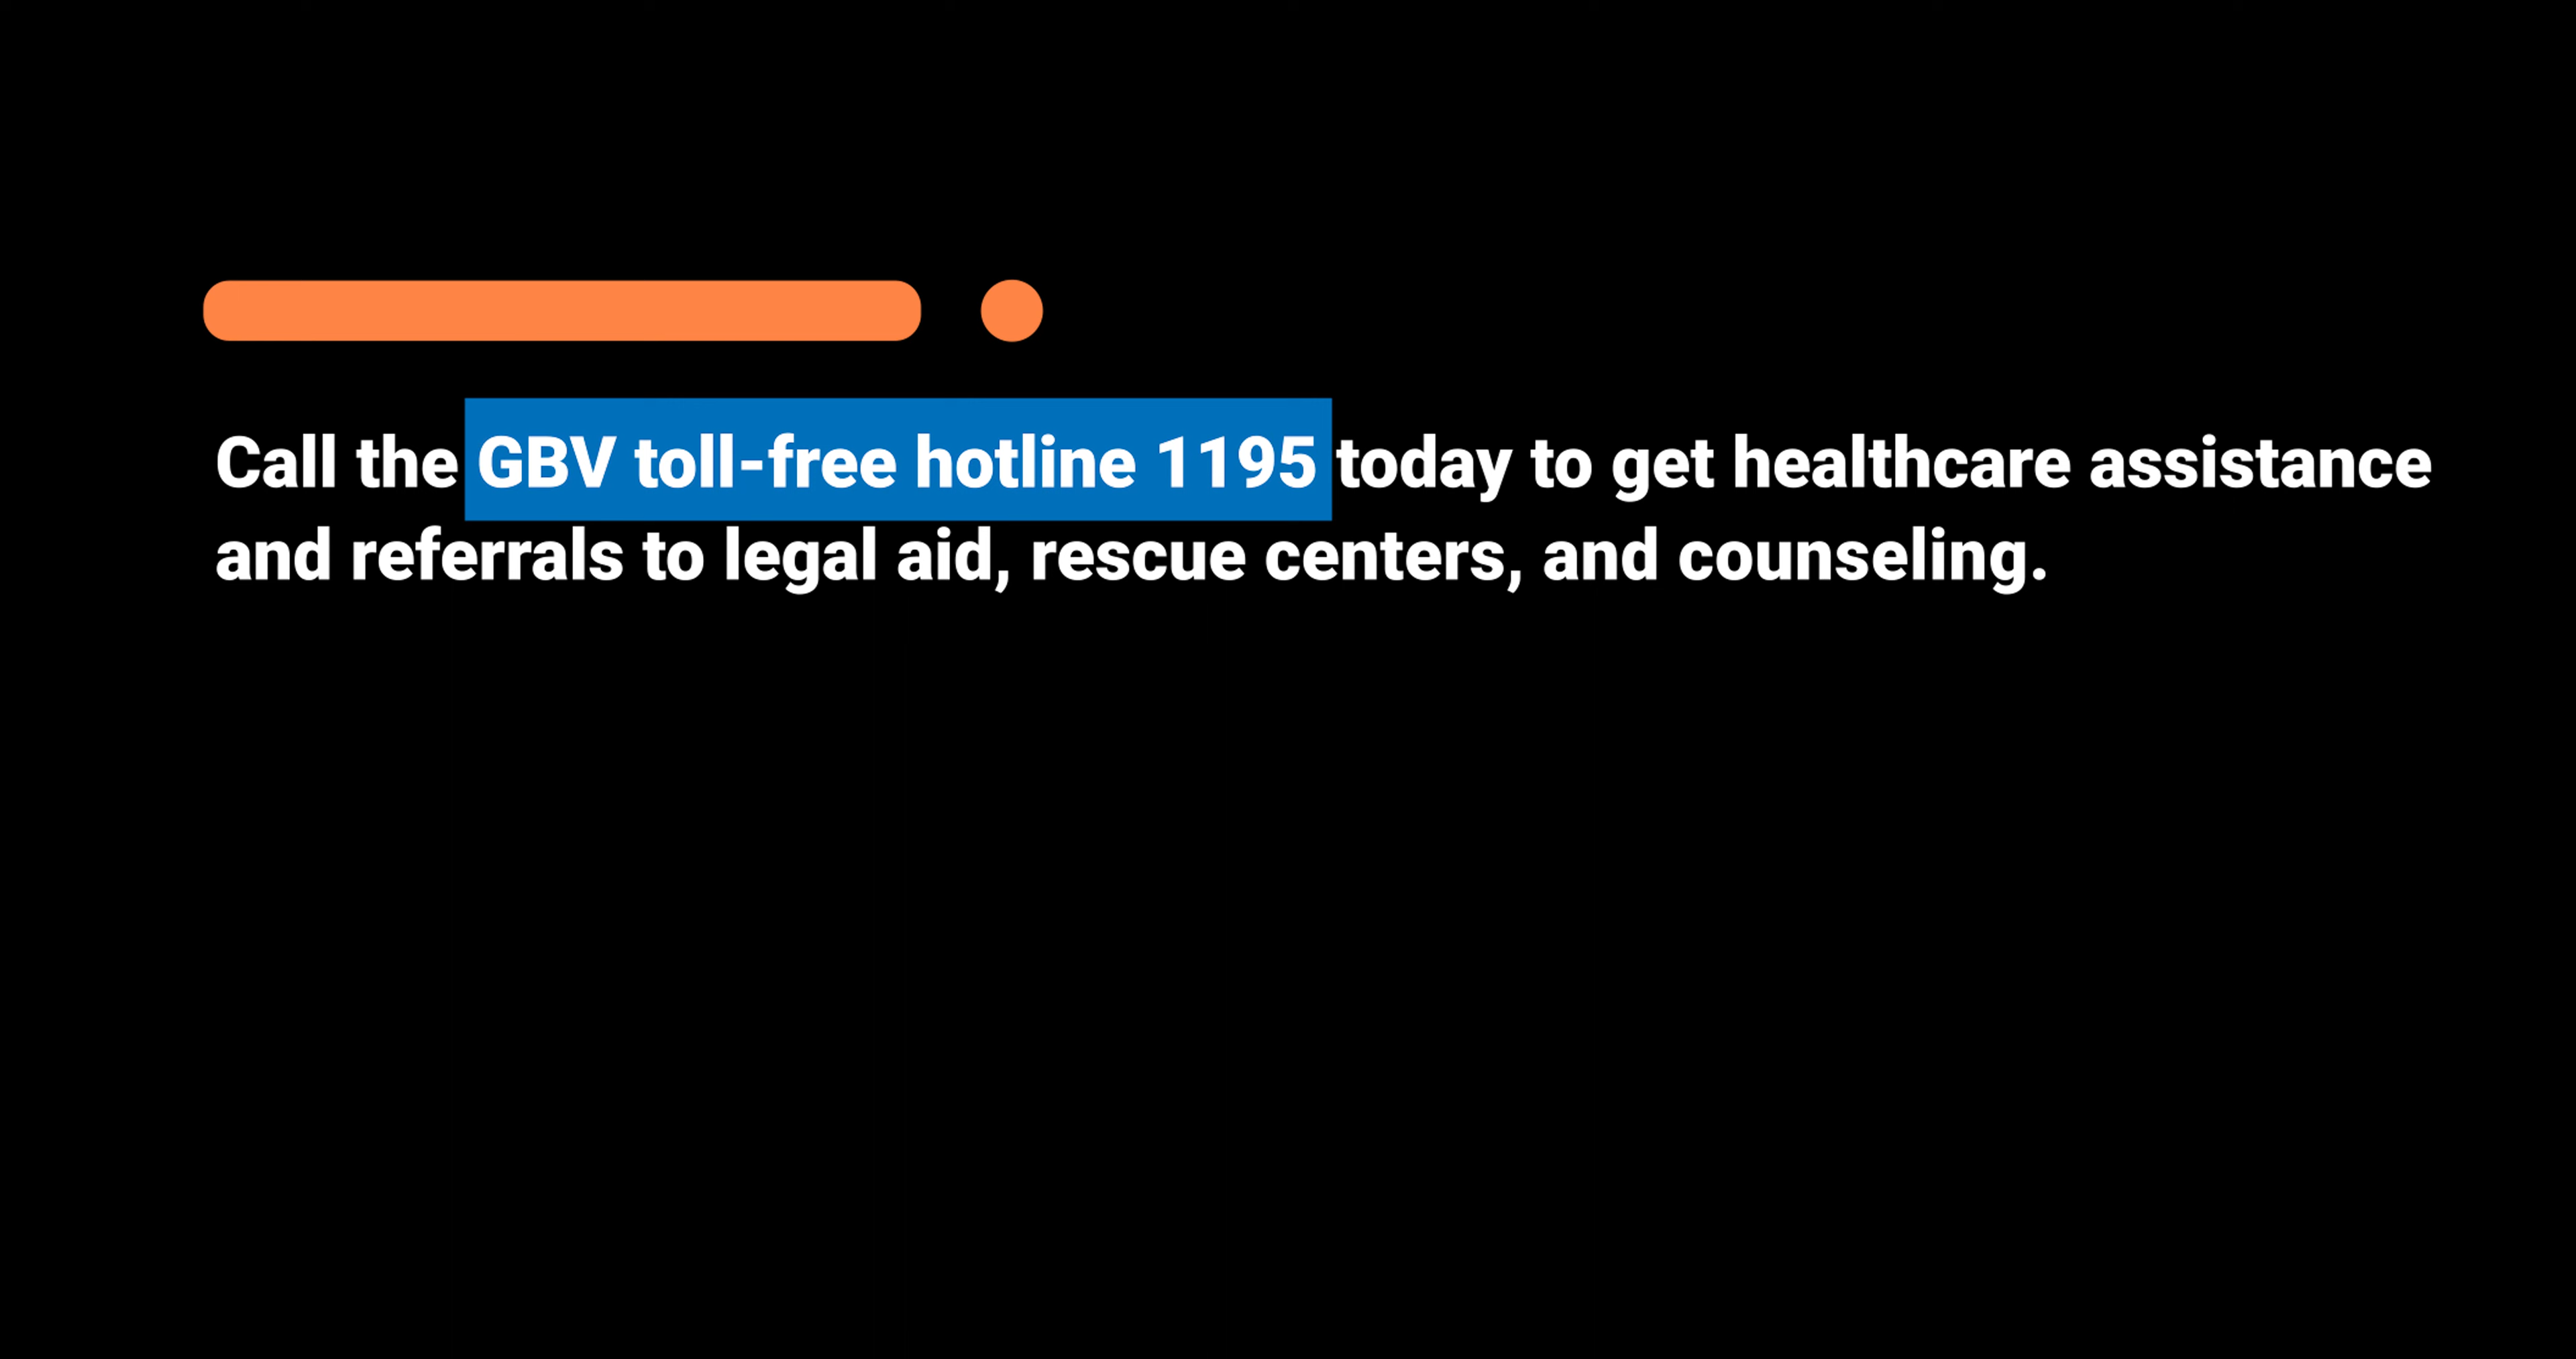 Call the GBV toll-free hotline 1195 today to get healthcare assistance
and referrals to legal aid, rescue centers, and counseling.